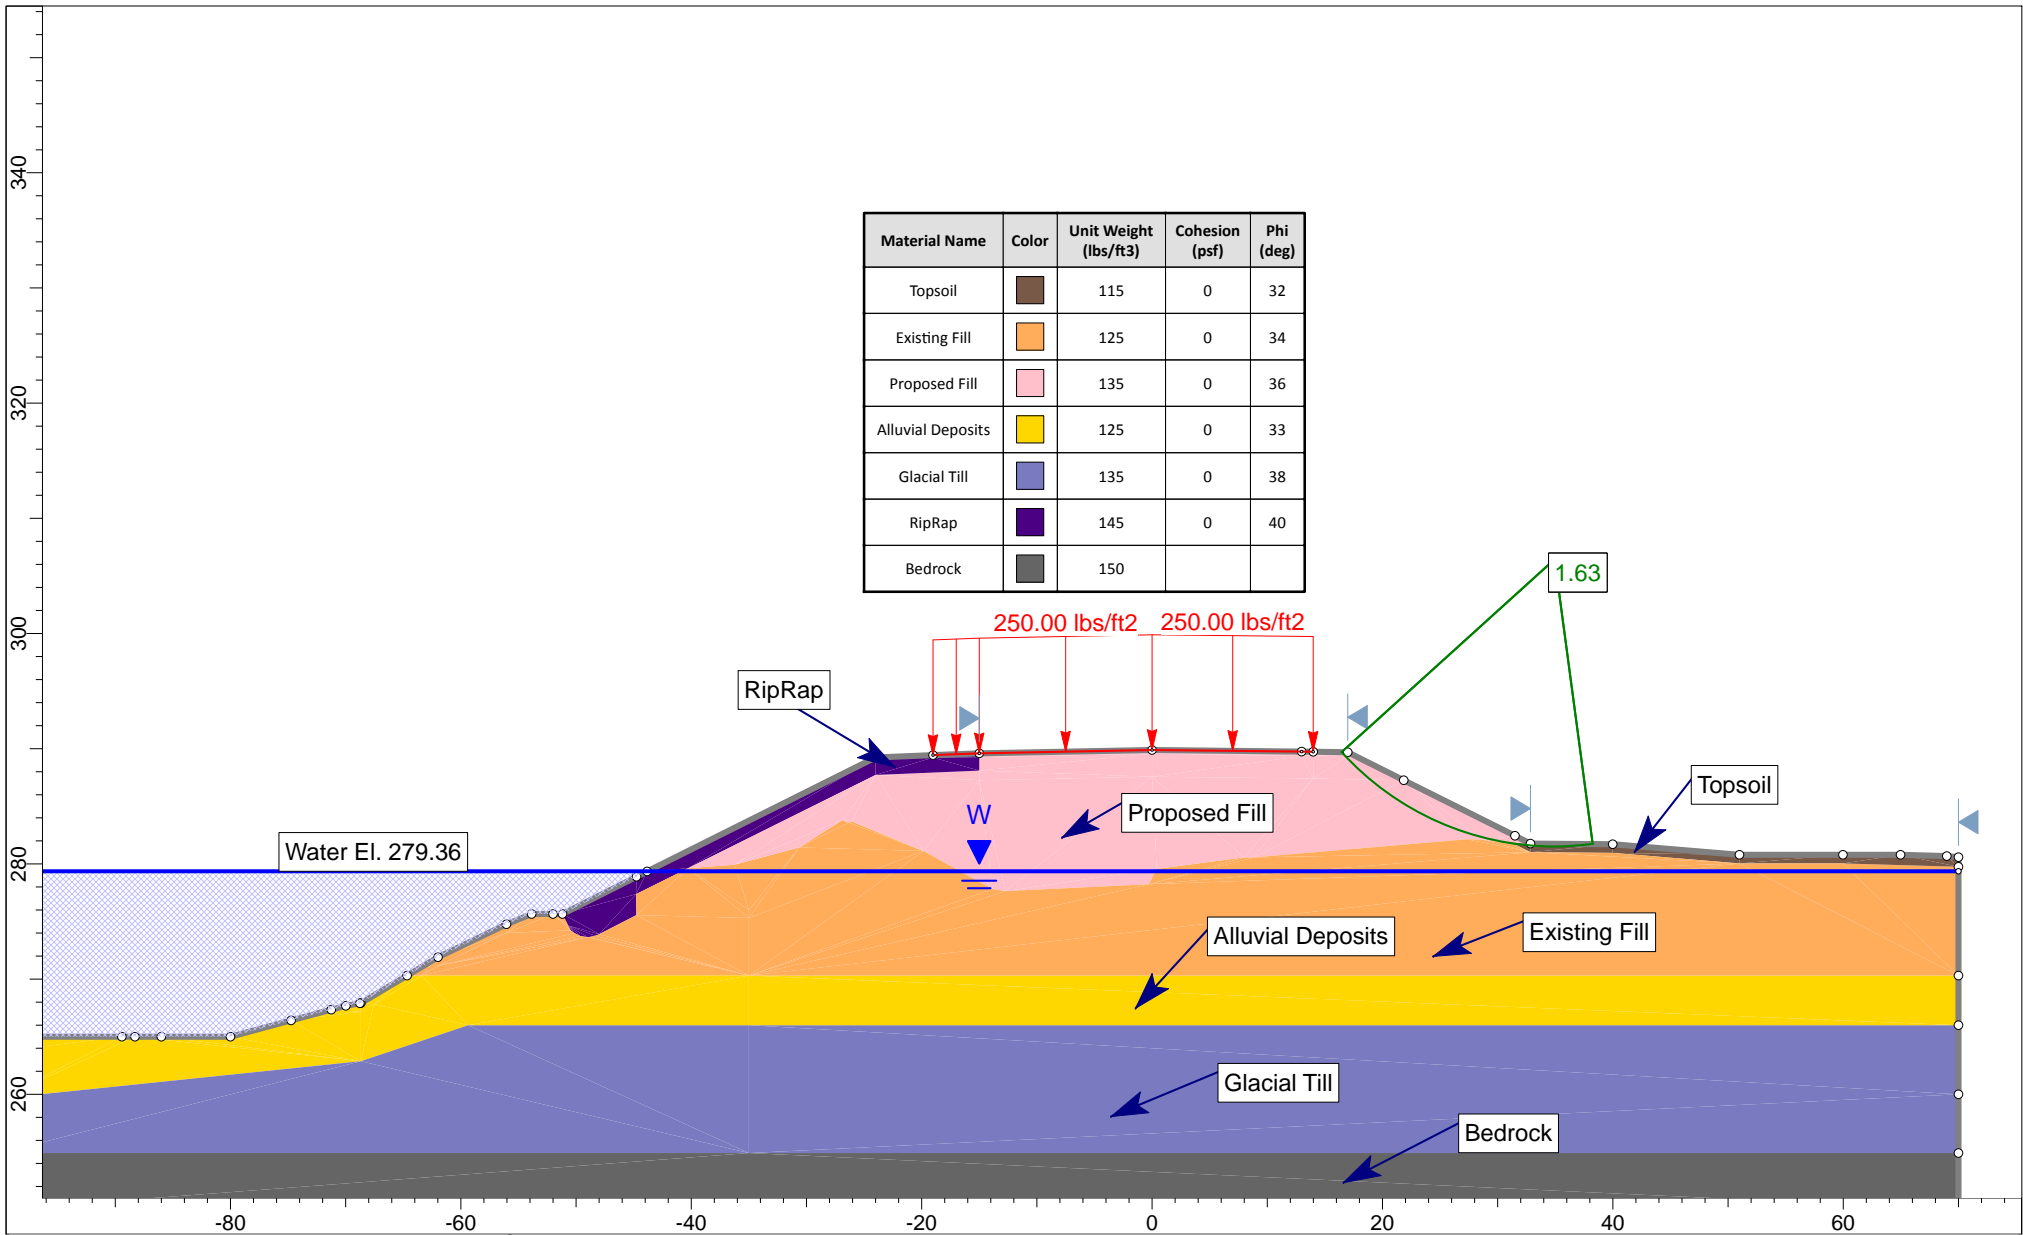 340
320
300
280
260
Material Name Color Unit Weight (lbs/ft3) Cohesion (psf) Phi (deg)
Topsoil 115 0 32
Existing Fill 125 0 34
Proposed Fill 135 0 36
Alluvial Deposits 125 0 33
Glacial Till 135 0 38
RipRap 145 0 40
Bedrock 150
1.63
250.00 lbs/ft2 250.00 lbs/ft2
RipRap
Topsoil
W
Proposed Fill
Water El. 279.36
Alluvial Deposits
Existing Fill
Glacial Till
Bedrock
-80 -60 -40 -20 0 20 40 60